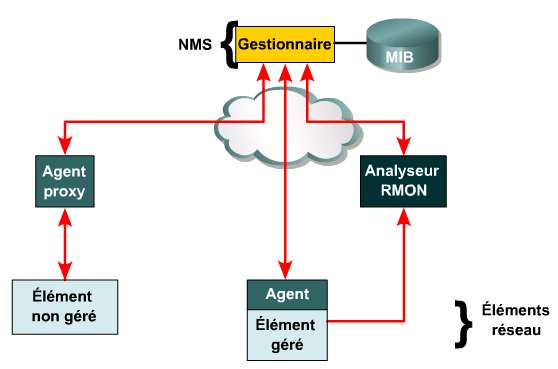 NMS
Gestionnaire
MIB
Agent
proxy
Analyseur
RMON
Élément
non géré
Agent
Élément
géré
Éléments
réseau